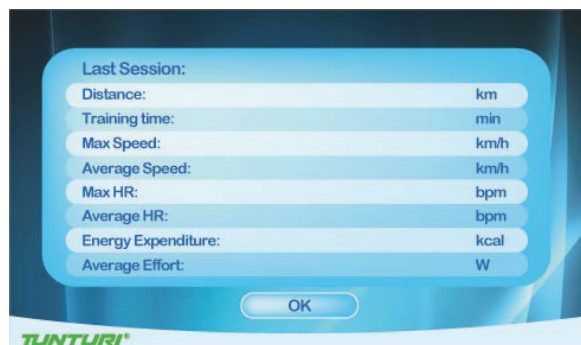 Last Session:
Distance: km
Training time: min
Max Speed: km/h
Average Speed: km/h
Max HR: bpm
Average HR: bpm
Energy Expenditure: kcal
Average Effort: W
OK
TUNTURI®